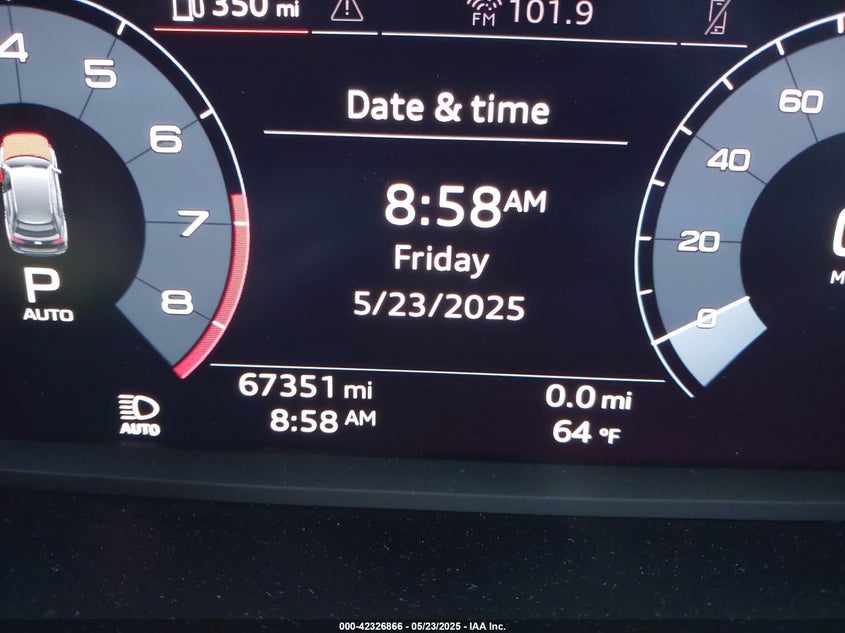 350 mi
FM 101.9
4
5
6
7
8
Date & time
8:58 AM
Friday
5/23/2025
60
40
20
0
P
AUTO
67351 mi
8:58 AM
0.0 mi
64 °F
AUTO
000-42326866 - 05/23/2025 - IAA Inc.